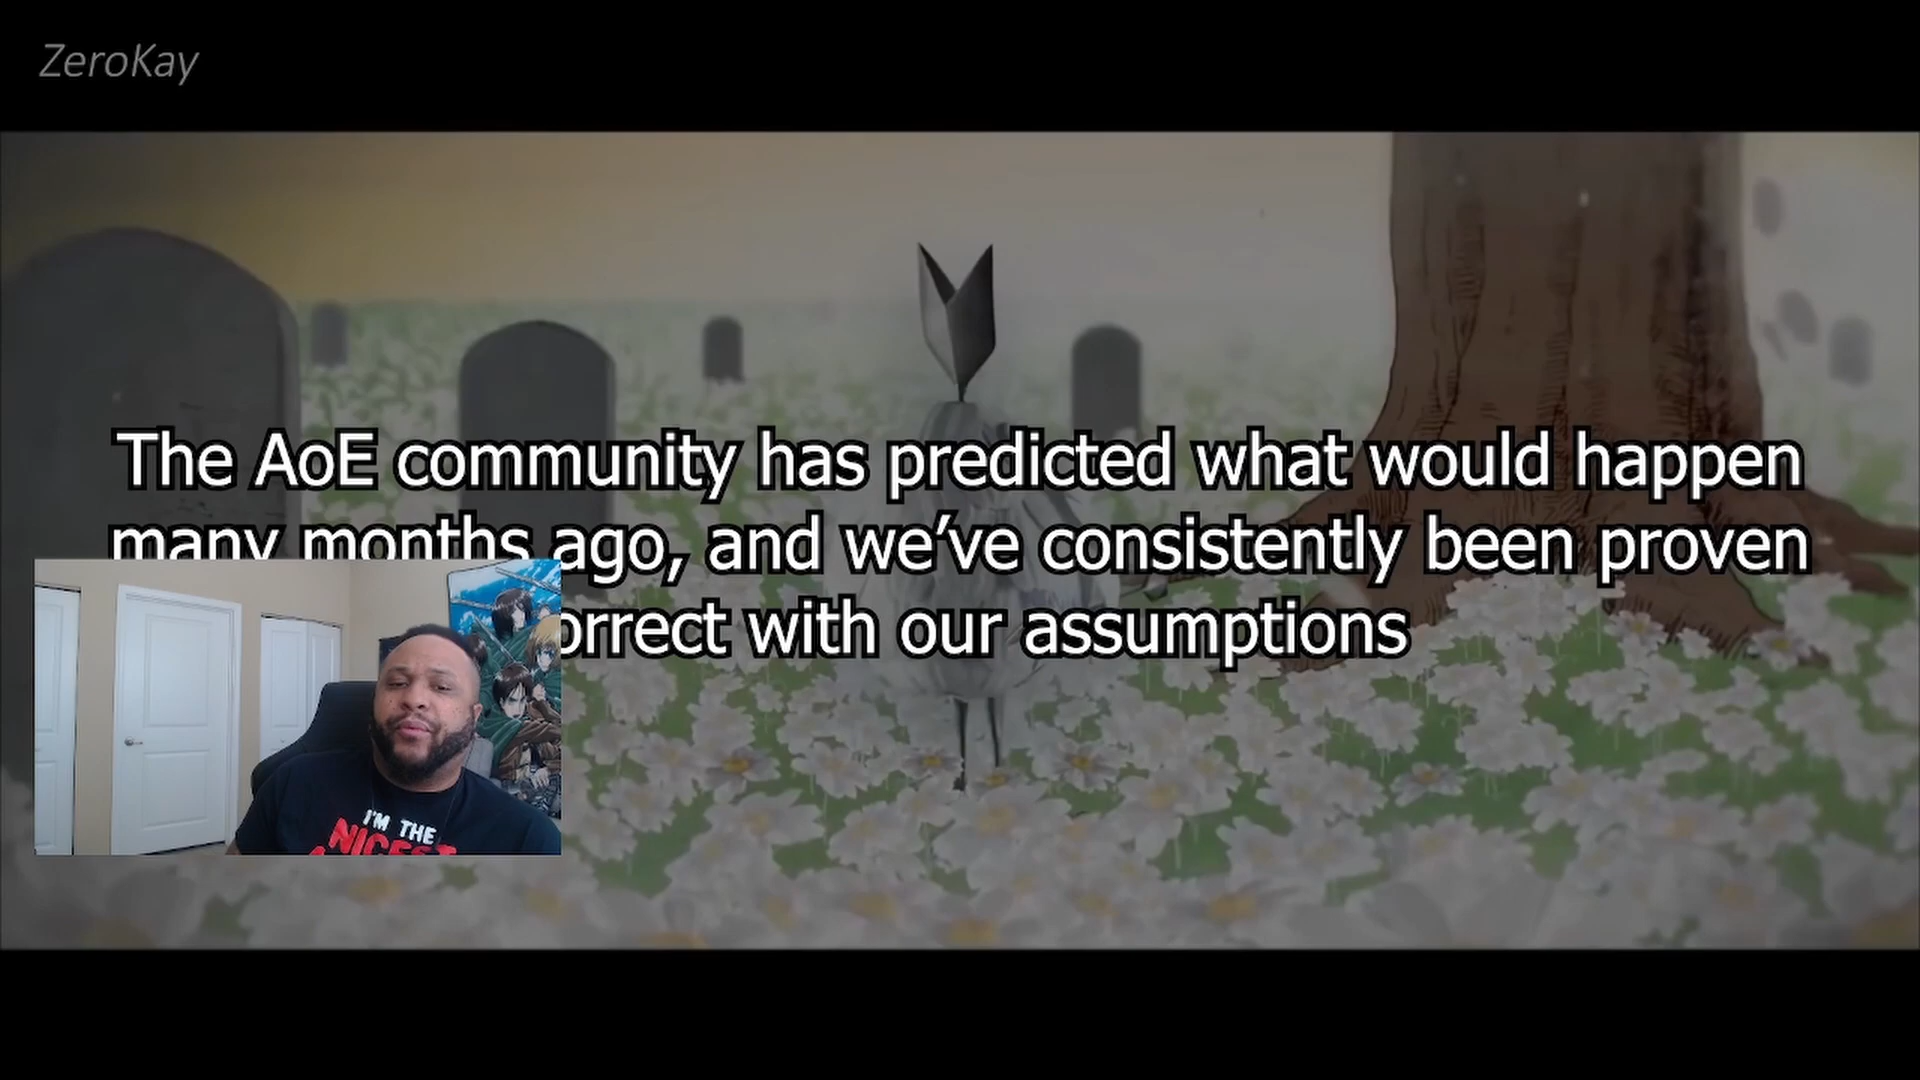 ZeroKay
The AoE community has predicted what would happen
many months ago, and we’ve consistently been proven
orrect with our assumptions
I'M THE
NICEST